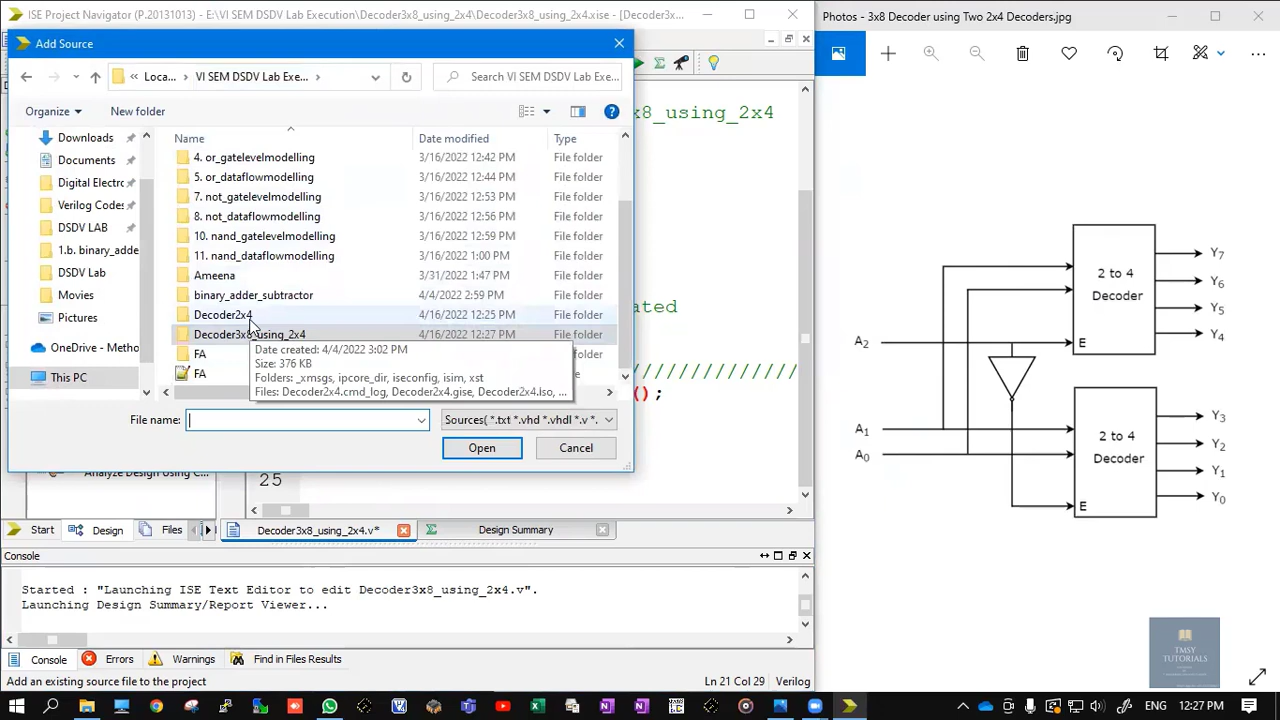 ISE Project Navigator (P.20131013) - E:\VI SEM DSDV Lab Execution\Decoder3x8_using_2x4\Decoder3x8_using_2x4.xise - [Decoder3x8...
Photos - 3x8 Decoder using Two 2x4 Decoders.jpg
Add Source
« Loca... › VI SEM DSDV Lab Exe... ›
Search VI SEM DSDV Lab Exe...
Organize
New folder
Name
Date modified
Type
Downloads
Documents
Digital Electro
Verilog Codes
DSDV LAB
1.b. binary_adde
DSDV Lab
Movies
Pictures
OneDrive - Metho
This PC
4. or_gatelevelmodelling 3/16/2022 12:42 PM File folder
5. or_dataflowmodelling 3/16/2022 12:44 PM File folder
7. not_gatelevelmodelling 3/16/2022 12:53 PM File folder
8. not_dataflowmodelling 3/16/2022 12:56 PM File folder
10. nand_gatelevelmodelling 3/16/2022 12:59 PM File folder
11. nand_dataflowmodelling 3/16/2022 1:00 PM File folder
Ameena 3/31/2022 1:47 PM File folder
binary_adder_subtractor 4/4/2022 2:59 PM File folder
Decoder2x4 4/16/2022 12:25 PM File folder
Decoder3x8_using_2x4 4/16/2022 12:27 PM File folder
FA
FA
Date created: 4/4/2022 3:02 PM
Size: 376 KB
Folders: _xmsgs, ipcore_dir, iseconfig, isim, xst
Files: Decoder2x4.cmd_log, Decoder2x4.gise, Decoder2x4.lso, ...
File name:
Sources( *.txt *.vhd *.vhdl *.v *.
Open
Cancel
x8_using_2x4
ated
/////////////
();
25
Start
Design
Files
Decoder3x8_using_2x4.v*
Design Summary
Console
Started : "Launching ISE Text Editor to edit Decoder3x8_using_2x4.v".
Launching Design Summary/Report Viewer...
Console
Errors
Warnings
Find in Files Results
Add an existing source file to the project
Ln 21 Col 29
Verilog
2 to 4
Decoder
E
Y7
Y6
Y5
Y4
A2
A1
A0
2 to 4
Decoder
E
Y3
Y2
Y1
Y0
TMSY
TUTORIALS
12:27 PM